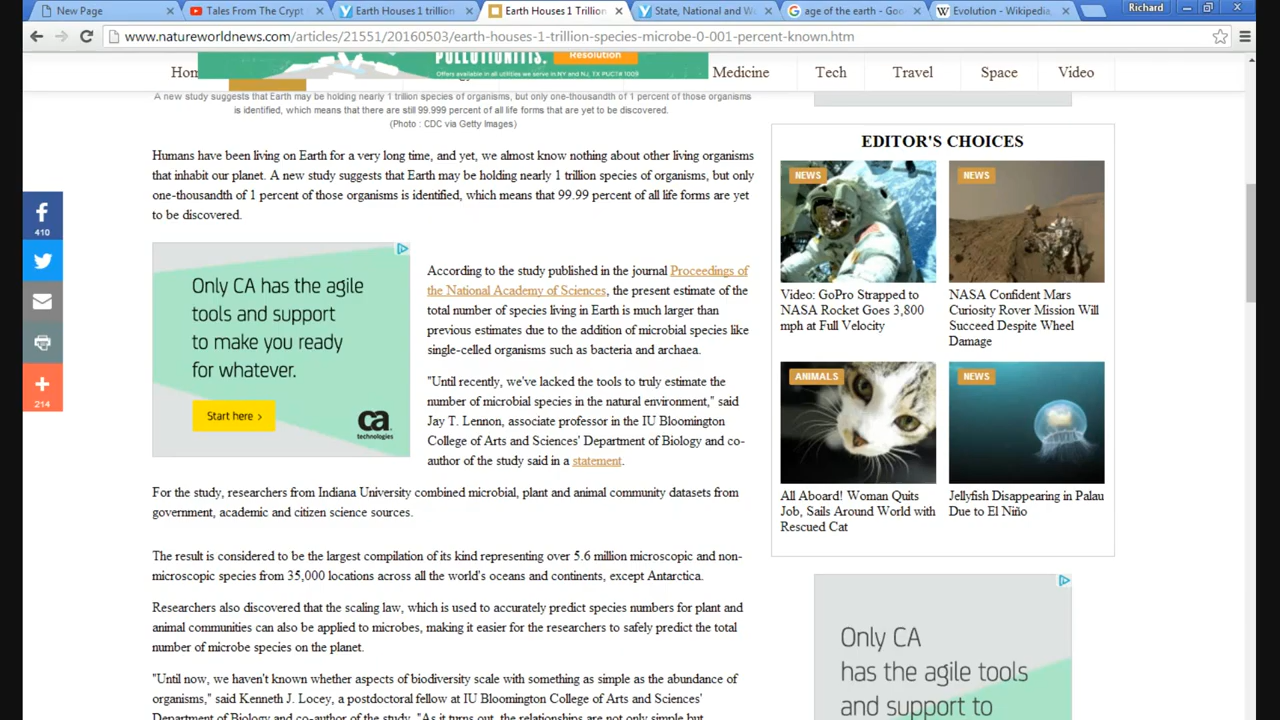 New Page
Tales From The Crypt
Earth Houses 1 trillion
Earth Houses 1 Trillion
State, National and W
age of the earth - Goo
Evolution - Wikipedia,
Richard
www.natureworldnews.com/articles/21551/20160503/earth-houses-1-trillion-species-microbe-0-001-percent-known.htm
POLLUTIONITIS.
Resolution
Offers available in all utilities we serve in NY and NJ, TX PUCT# 1009
Hom
Medicine
Tech
Travel
Space
Video
A new study suggests that Earth may be holding nearly 1 trillion species of organisms, but only one-thousandth of 1 percent of those organisms
is identified, which means that there are still 99.999 percent of all life forms that are yet to be discovered.
(Photo : CDC via Getty Images)
Humans have been living on Earth for a very long time, and yet, we almost know nothing about other living organisms
that inhabit our planet. A new study suggests that Earth may be holding nearly 1 trillion species of organisms, but only
one-thousandth of 1 percent of those organisms is identified, which means that 99.99 percent of all life forms are yet
to be discovered.
410
214
Only CA has the agile
tools and support
to make you ready
for whatever.
Start here >
ca
technologies
According to the study published in the journal Proceedings of
the National Academy of Sciences, the present estimate of the
total number of species living in Earth is much larger than
previous estimates due to the addition of microbial species like
single-celled organisms such as bacteria and archaea.
"Until recently, we've lacked the tools to truly estimate the
number of microbial species in the natural environment," said
Jay T. Lennon, associate professor in the IU Bloomington
College of Arts and Sciences' Department of Biology and co-
author of the study said in a statement.
For the study, researchers from Indiana University combined microbial, plant and animal community datasets from
government, academic and citizen science sources.
The result is considered to be the largest compilation of its kind representing over 5.6 million microscopic and non-
microscopic species from 35,000 locations across all the world's oceans and continents, except Antarctica.
Researchers also discovered that the scaling law, which is used to accurately predict species numbers for plant and
animal communities can also be applied to microbes, making it easier for the researchers to safely predict the total
number of microbe species on the planet.
"Until now, we haven't known whether aspects of biodiversity scale with something as simple as the abundance of
organisms," said Kenneth J. Locey, a postdoctoral fellow at IU Bloomington College of Arts and Sciences'
Department of Biology and co-author of the study. "As it turns out, the relationships are not only simple but
EDITOR'S CHOICES
NEWS
NEWS
Video: GoPro Strapped to
NASA Rocket Goes 3,800
mph at Full Velocity
NASA Confident Mars
Curiosity Rover Mission Will
Succeed Despite Wheel
Damage
ANIMALS
NEWS
All Aboard! Woman Quits
Job, Sails Around World with
Rescued Cat
Jellyfish Disappearing in Palau
Due to El Niño
Only CA
has the agile tools
and support to